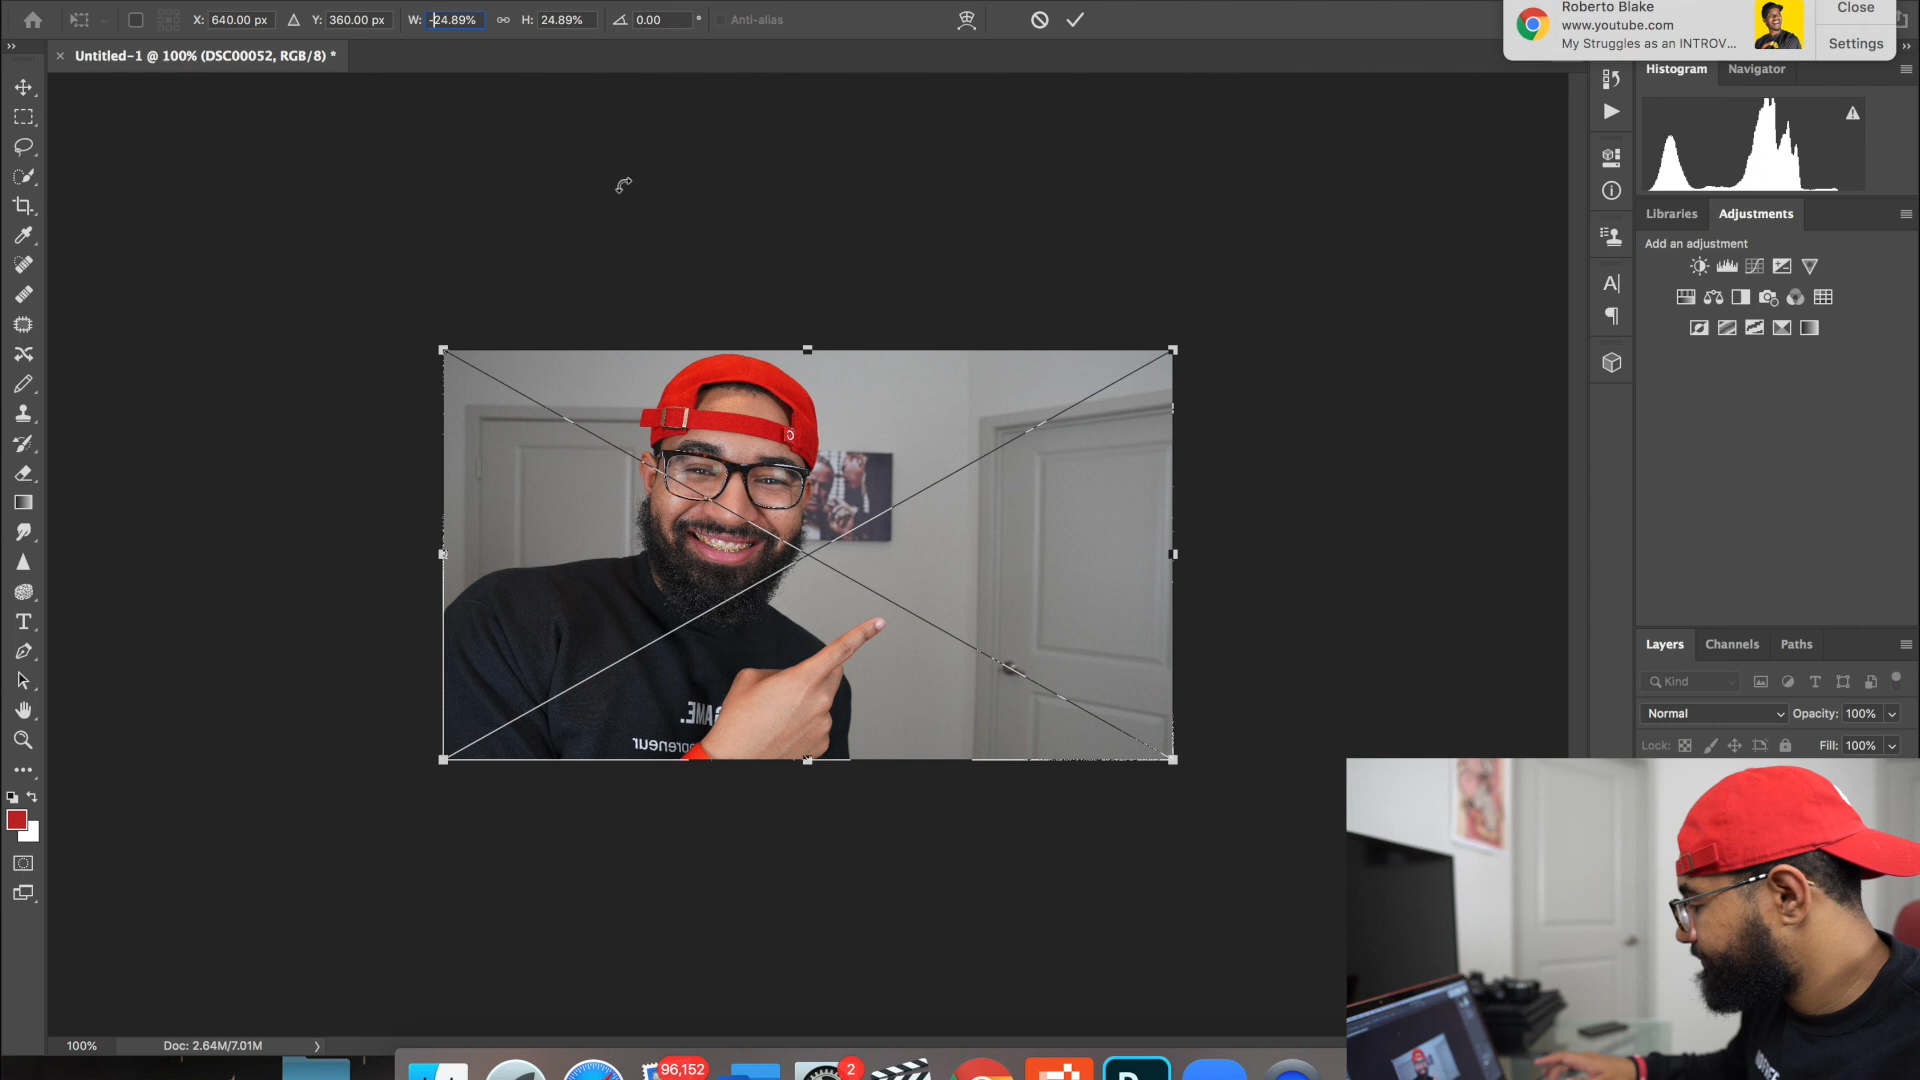 X: 640.00 px Y: 360.00 px W: -24.89% H: 24.89% 0.00 ° Anti-alias
Roberto Blake
www.youtube.com
My Struggles as an INTROV...
Close
Settings
Untitled-1 @ 100% (DSC00052, RGB/8) *
Histogram Navigator
Libraries Adjustments
Add an adjustment
Layers Channels Paths
Kind
Normal Opacity: 100%
Lock: Fill: 100%
100% Doc: 2.64M/7.01M
96,152
2